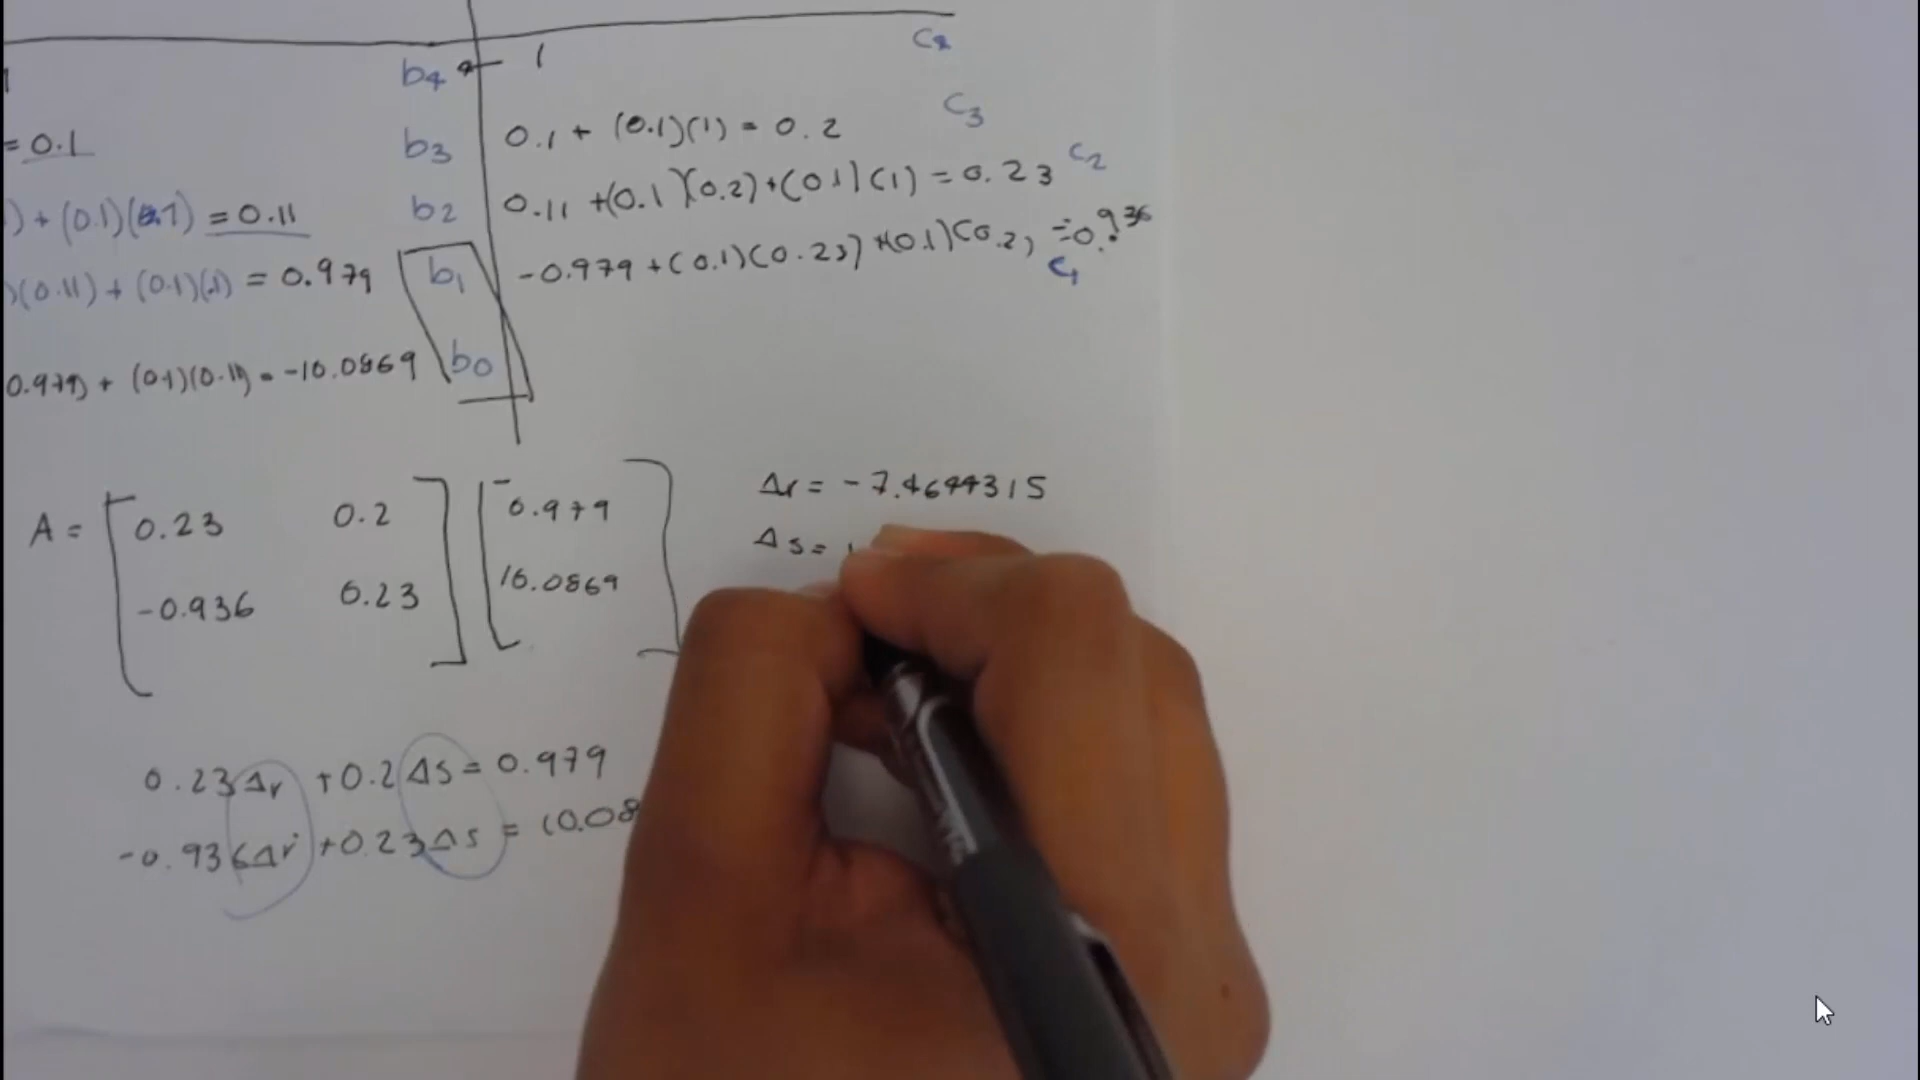 b4 1 C4
= 0.1 b3 0.1 + (0.1)(1) = 0.2 C3
) + (0.1)(0.1) = 0.11 b2 0.11 + (0.1)(0.2) + (0.1)(1) = 0.23 C2
)(0.11) + (0.1)(.1) = 0.979 b1 -0.979 + (0.1)(0.23) + (0.1)(0.2) = -0.936 C1
0.979) + (0.1)(0.11) = -10.0869 b0
A = 0.23 0.2 0.979 Δr = -7.4644315
-0.936 0.23 10.0869 Δs =
0.23Δr + 0.2Δs = 0.979
-0.936Δr + 0.23Δs = 10.08